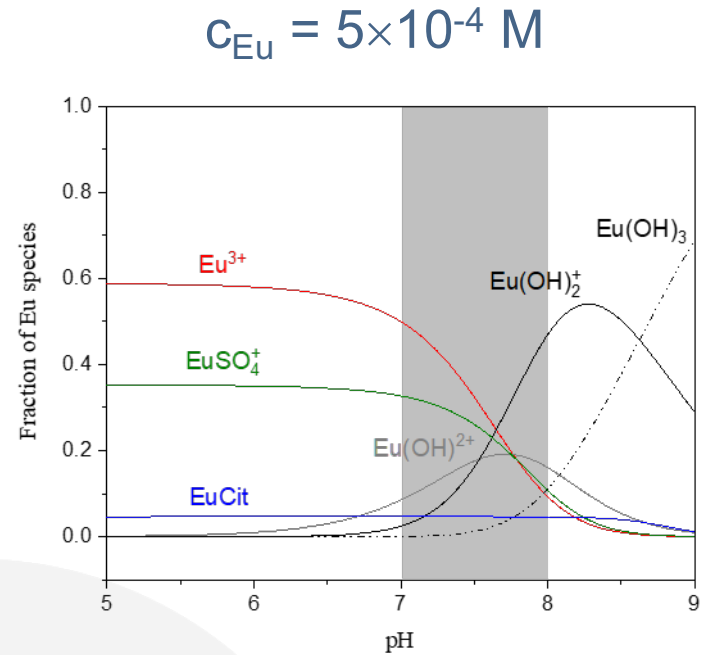 c_Eu = 5×10⁻⁴ M
1.0
0.8
0.6
0.4
0.2
0.0
Fraction of Eu species
Eu(OH)₃
Eu³⁺
Eu(OH)₂⁺
EuSO₄⁺
Eu(OH)²⁺
EuCit
5 6 7 8 9
pH